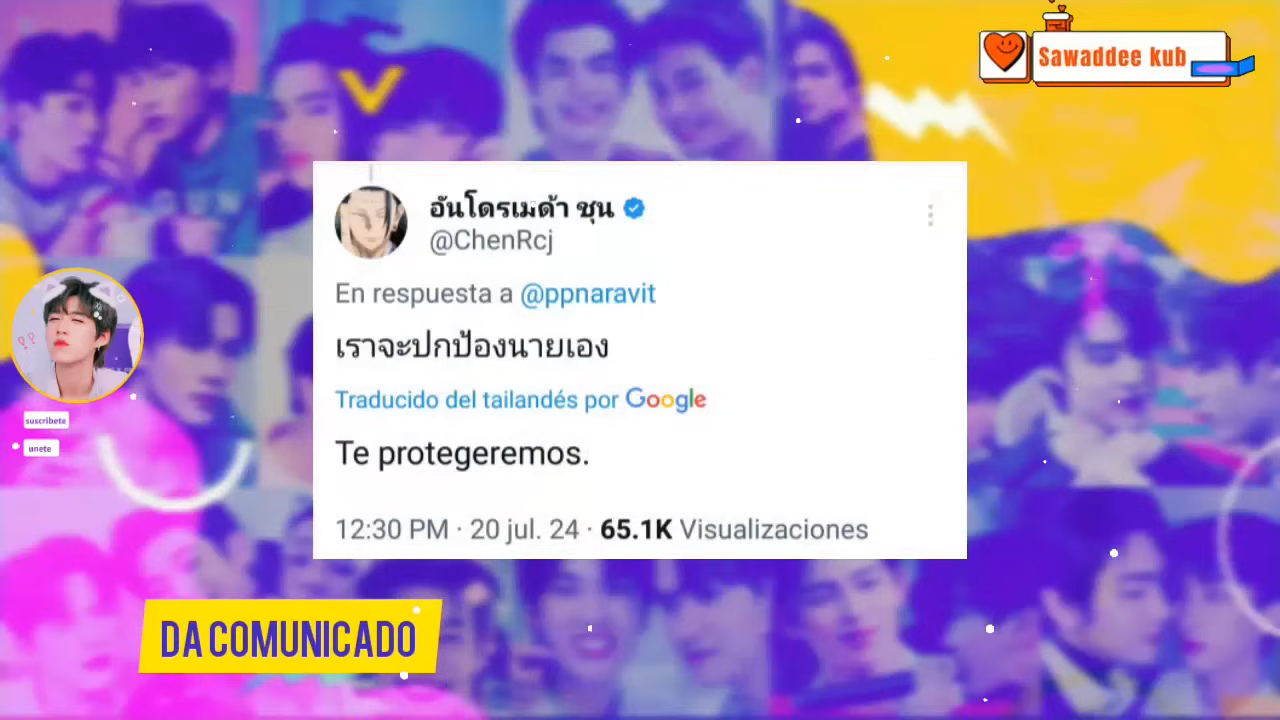 Sawaddee kub
อันโดรเมด้า ชุน
@ChenRcj
En respuesta a @ppnaravit
เราจะปกป้องนายเอง
Traducido del tailandés por Google
Te protegeremos.
12:30 PM · 20 jul. 24 · 65.1K Visualizaciones
suscribete
unete
DA COMUNICADO